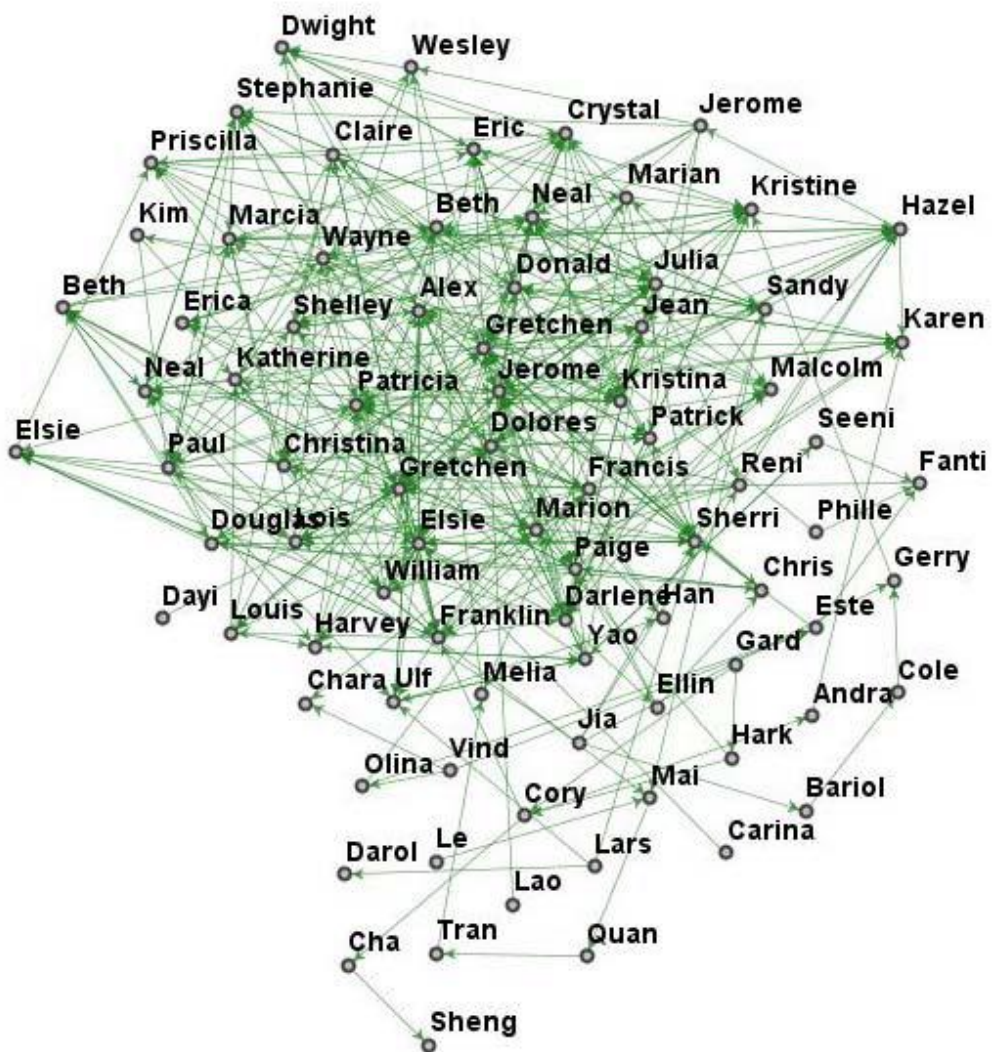 Dwight
Wesley
Stephanie
Crystal
Jerome
Priscilla
Claire
Eric
Marian
Kristine
Kim
Marcia
Beth
Neal
Hazel
Wayne
Donald
Julia
Beth
Erica
Shelley
Alex
Jean
Sandy
Gretchen
Karen
Neal
Katherine
Patricia
Jerome
Kristina
Malcolm
Elsie
Paul
Christina
Dolores
Patrick
Seeni
Gretchen
Francis
Reni
Fanti
Douglas
Lois
Elsie
Marion
Sherri
Phille
Paige
Gerry
Dayi
William
Chris
Louis
Harvey
Franklin
Darlene
Han
Este
Yao
Gard
Chara
Ulf
Melia
Ellin
Andra
Cole
Olina
Vind
Jia
Hark
Cory
Mai
Bariol
Darol
Le
Lars
Carina
Lao
Cha
Tran
Quan
Sheng